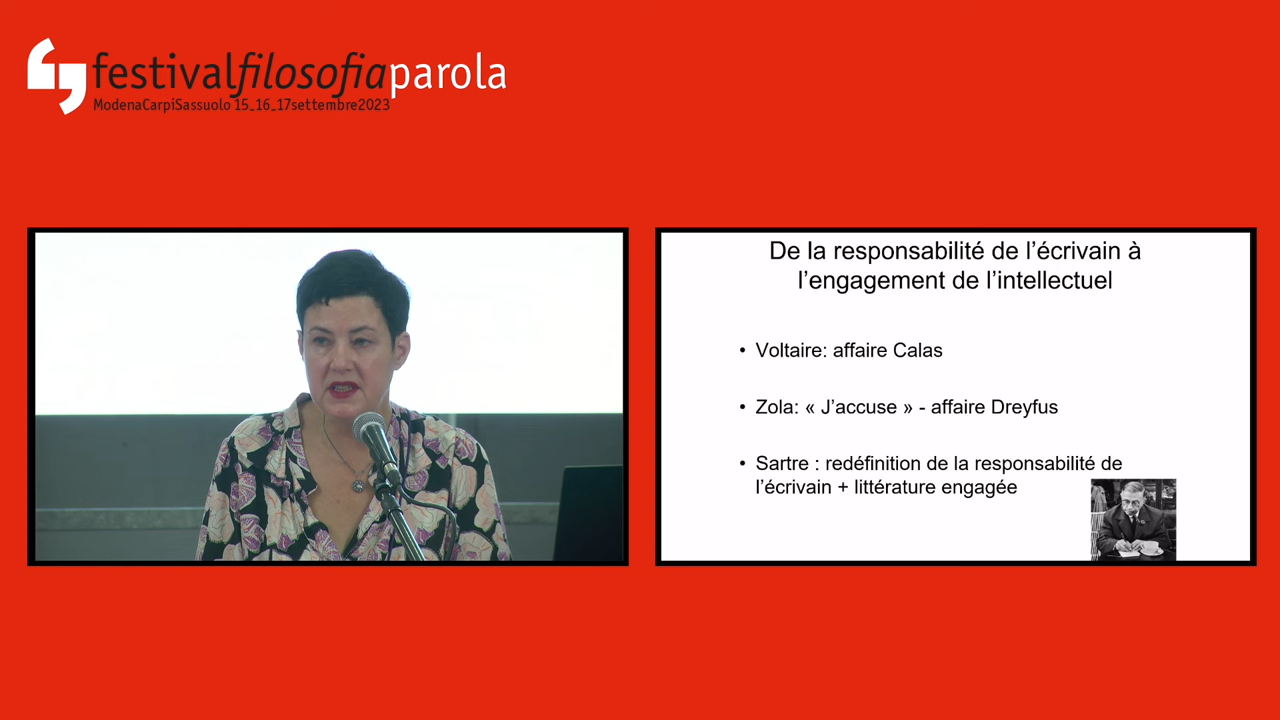 festivalfilosofiaparola
ModenaCarpiSassuolo 15_16_17settembre2023
De la responsabilité de l’écrivain à
l’engagement de l’intellectuel
• Voltaire: affaire Calas
• Zola: « J’accuse » - affaire Dreyfus
• Sartre : redéfinition de la responsabilité de
l’écrivain + littérature engagée